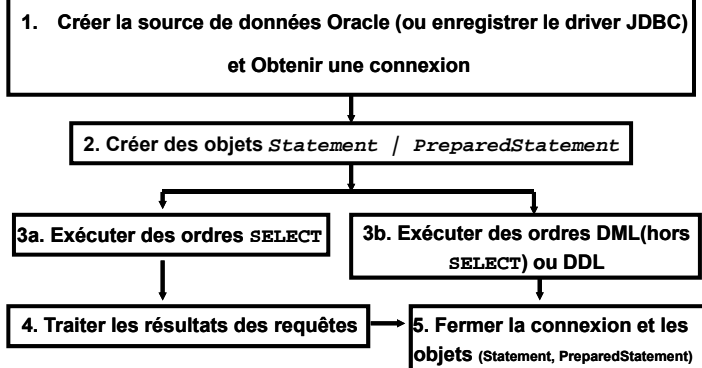 1. Créer la source de données Oracle (ou enregistrer le driver JDBC)
et Obtenir une connexion
2. Créer des objets Statement | PreparedStatement
3a. Exécuter des ordres SELECT
3b. Exécuter des ordres DML(hors
SELECT) ou DDL
4. Traiter les résultats des requêtes
5. Fermer la connexion et les
objets (Statement, PreparedStatement)